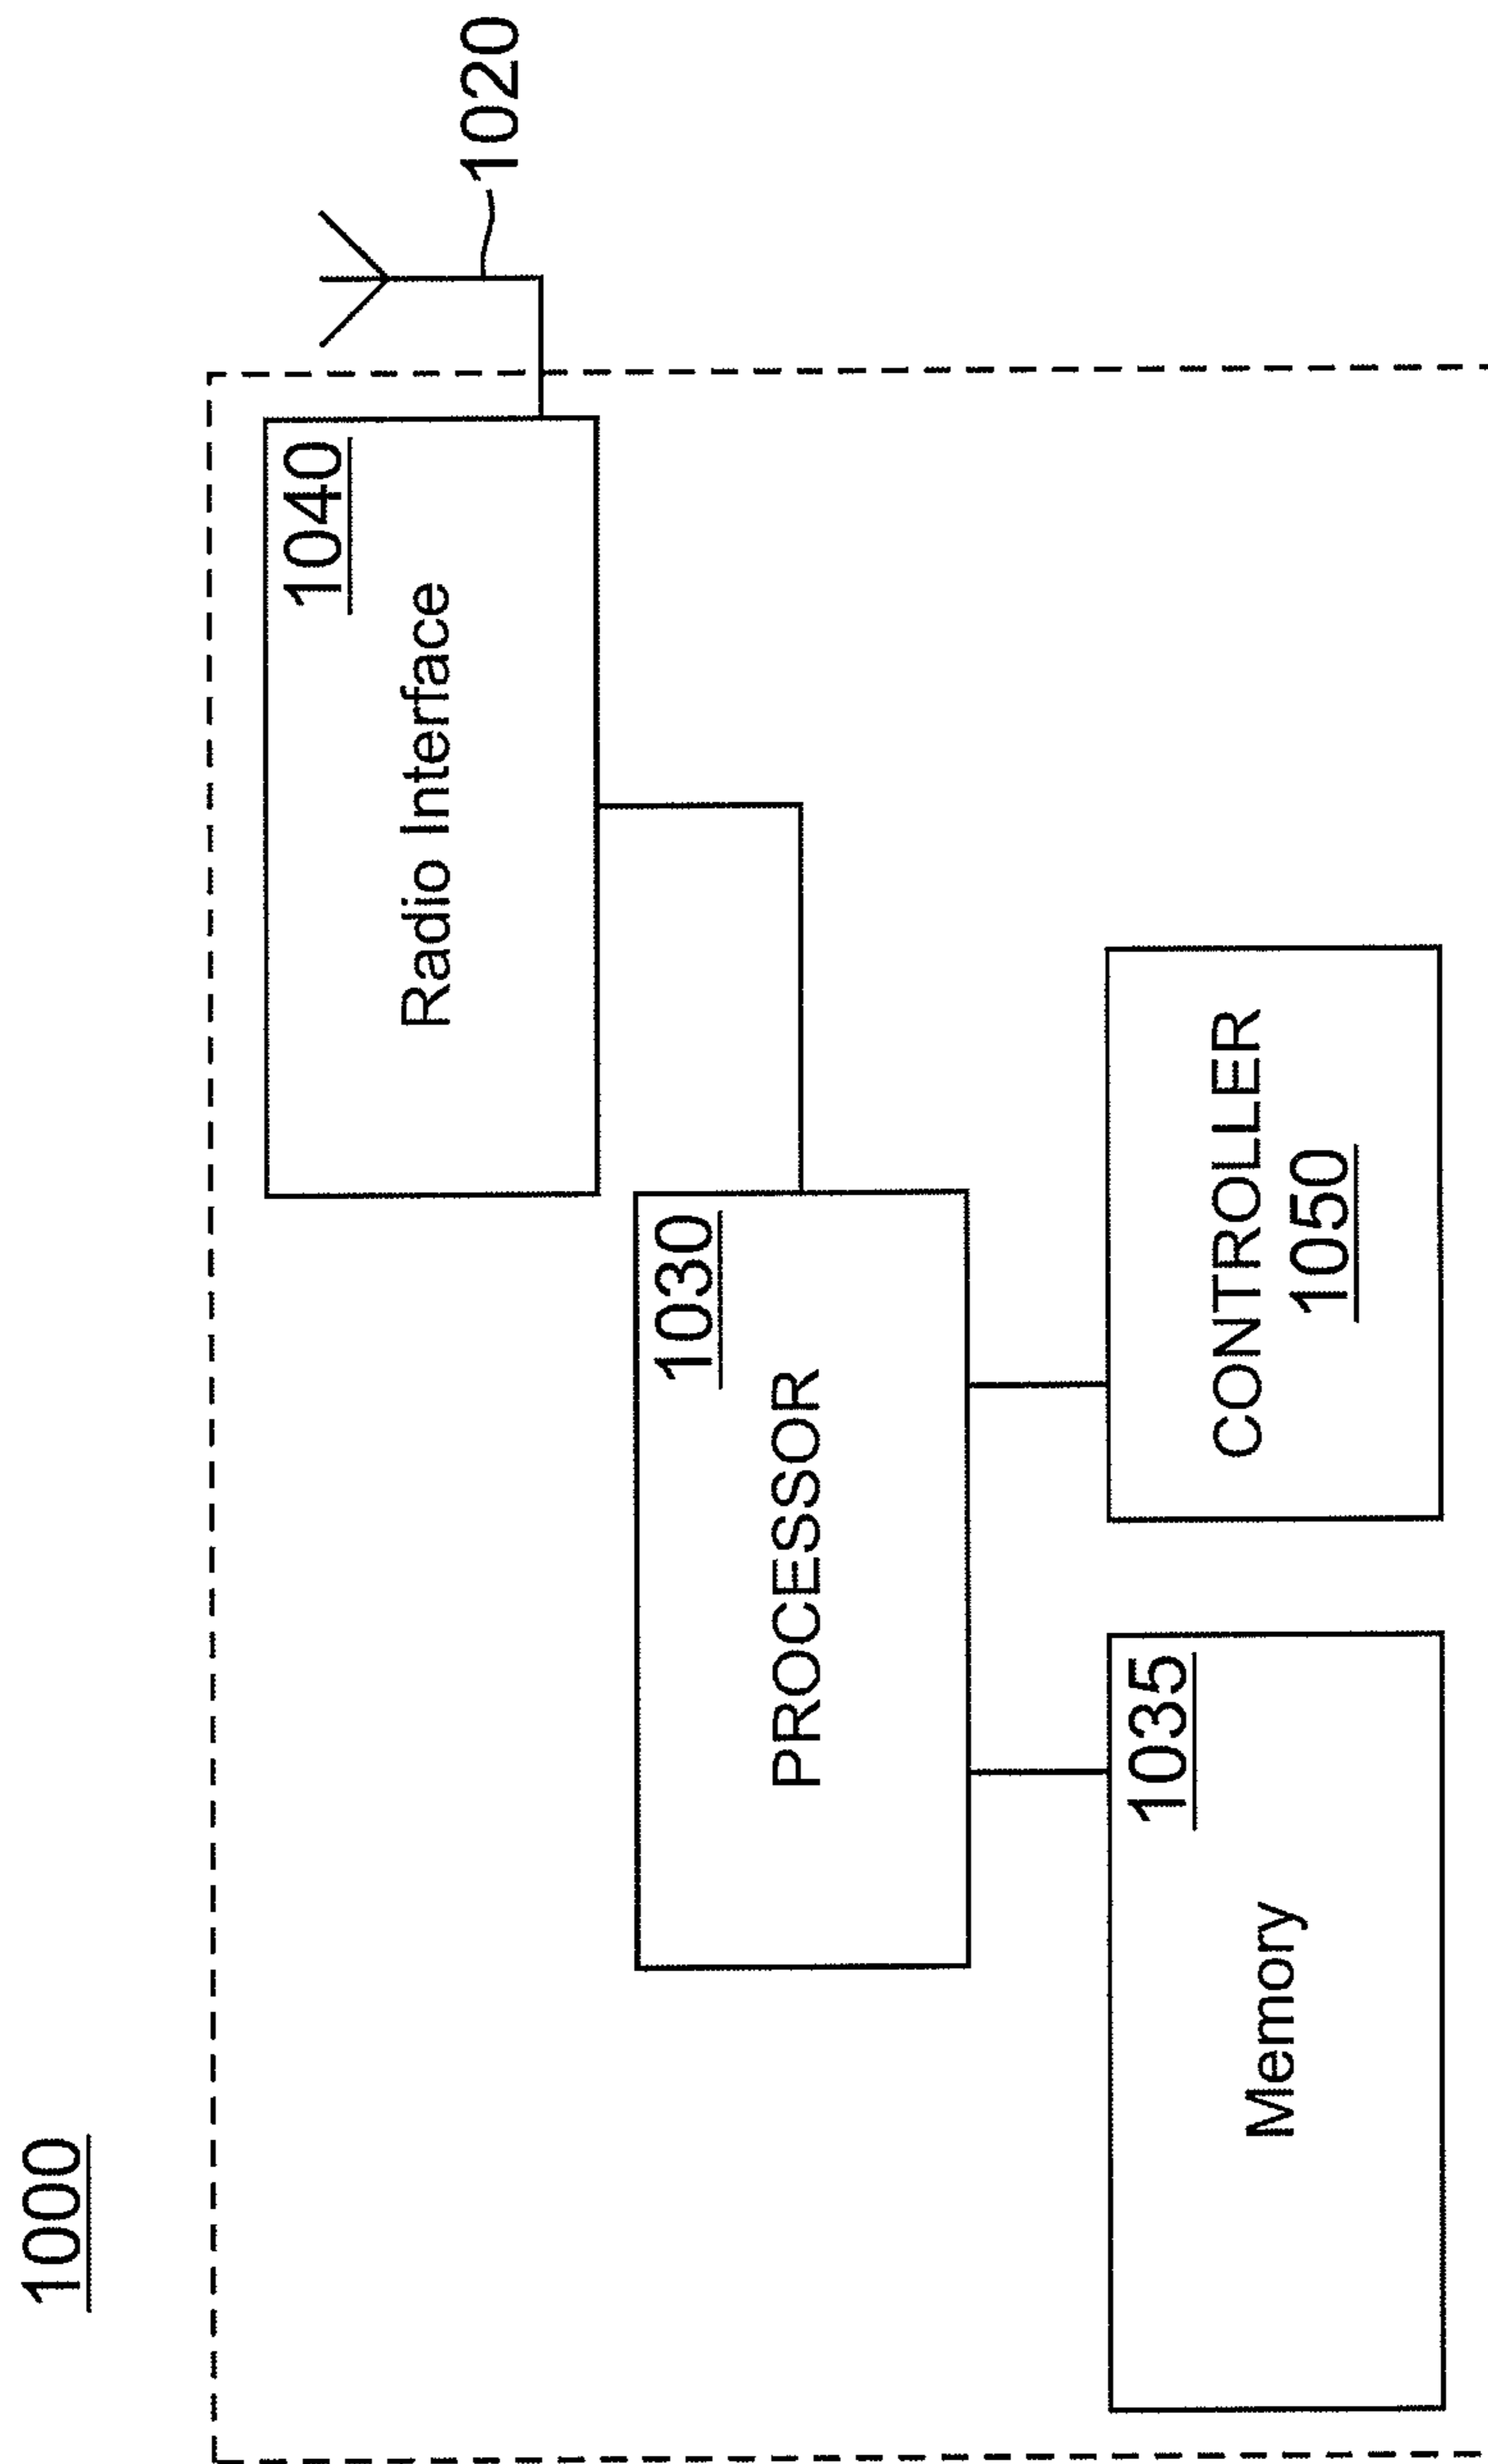 1000
1020
1040
Radio Interface
1030
PROCESSOR
CONTROLLER
1050
1035
Memory